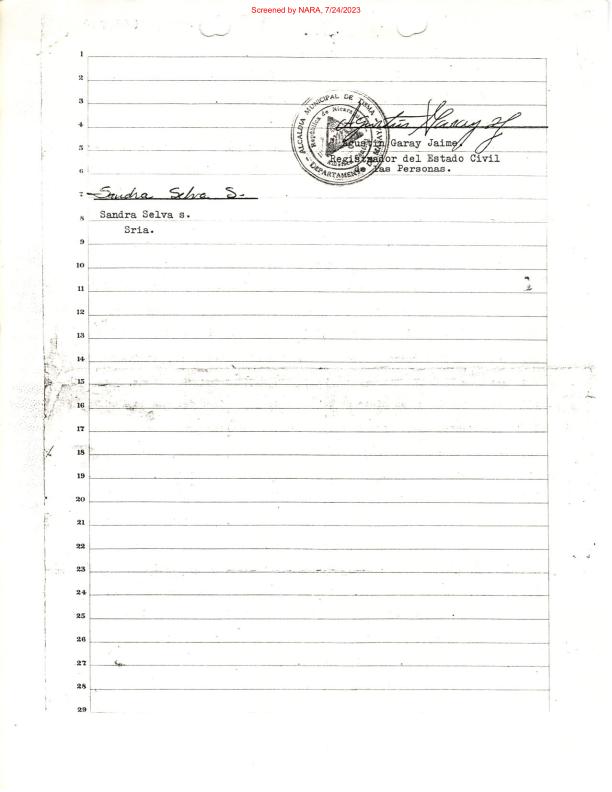 Screened by NARA, 7/24/2023
1
2
3
ALCALDIA MUNICIPAL DE TISMA
- DEPARTAMENTO DE MASAYA -
República de Nicaragua
4
5 Agustín Garay Jaime.
Registrador del Estado Civil
6 de las Personas.
7 Sandra Selva S.
8 Sandra Selva s.
Sria.
9
10
11
12
13
14
15
16
17
18
19
20
21
22
23
24
25
26
27
28
29